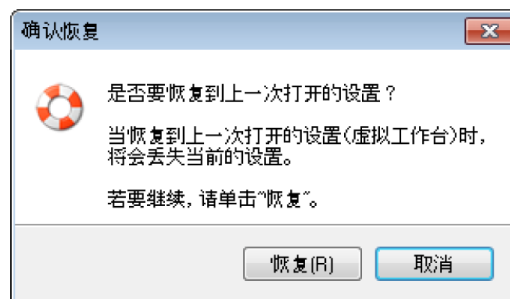 确认恢复
是否要恢复到上一次打开的设置？
当恢复到上一次打开的设置(虚拟工作台)时，
将会丢失当前的设置。
若要继续，请单击“恢复”。
恢复(R)
取消